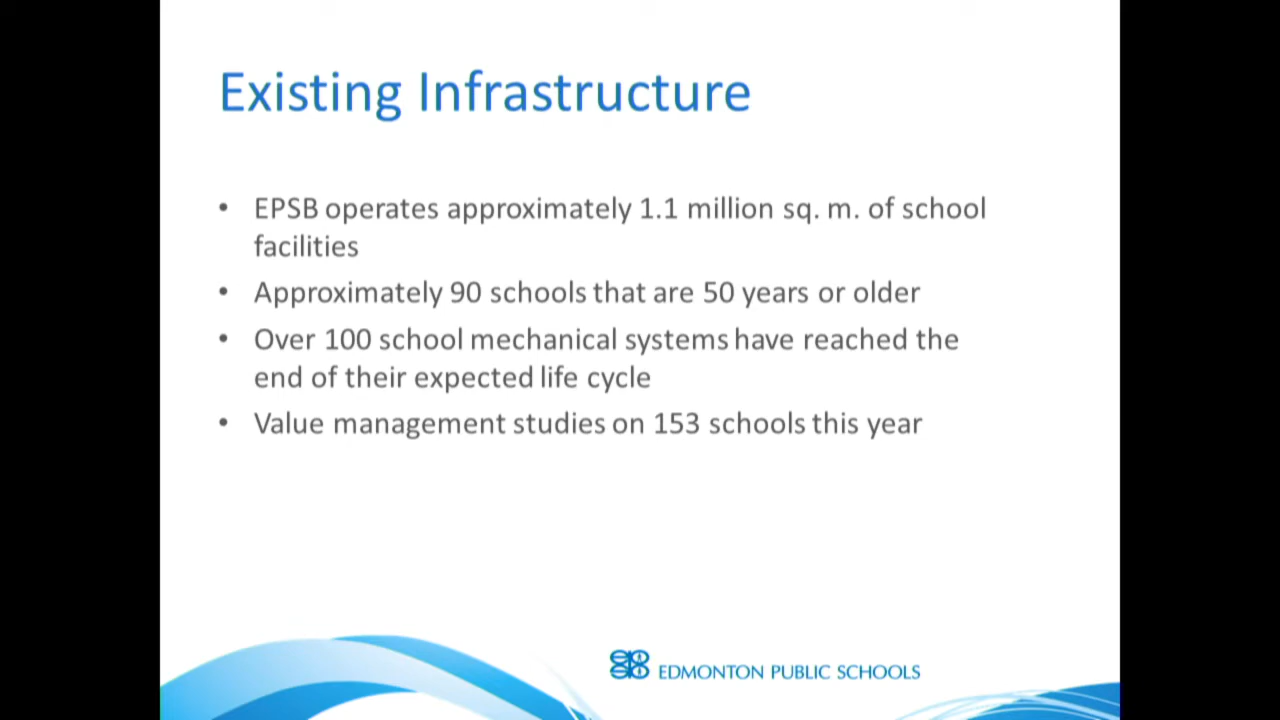 Existing Infrastructure
• EPSB operates approximately 1.1 million sq. m. of school
facilities
• Approximately 90 schools that are 50 years or older
• Over 100 school mechanical systems have reached the
end of their expected life cycle
• Value management studies on 153 schools this year
EDMONTON PUBLIC SCHOOLS